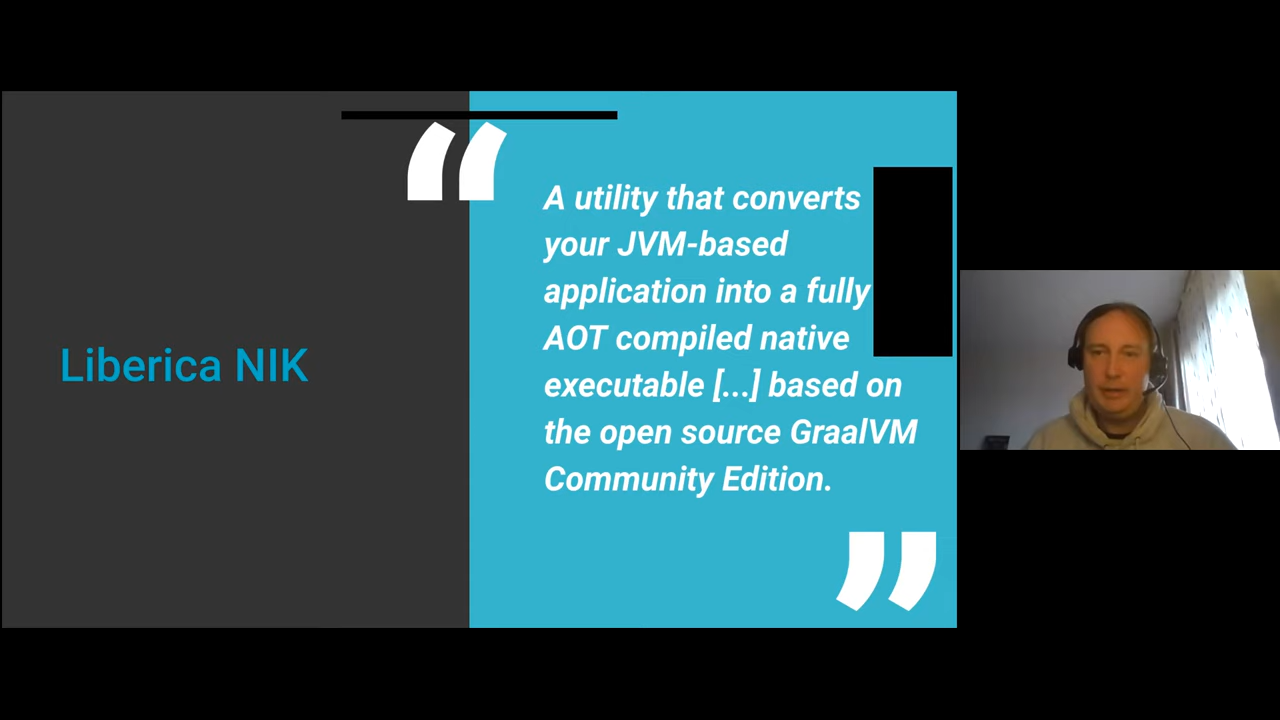 Liberica NIK
“
A utility that converts
your JVM-based
application into a fully
AOT compiled native
executable [...] based on
the open source GraalVM
Community Edition.
”